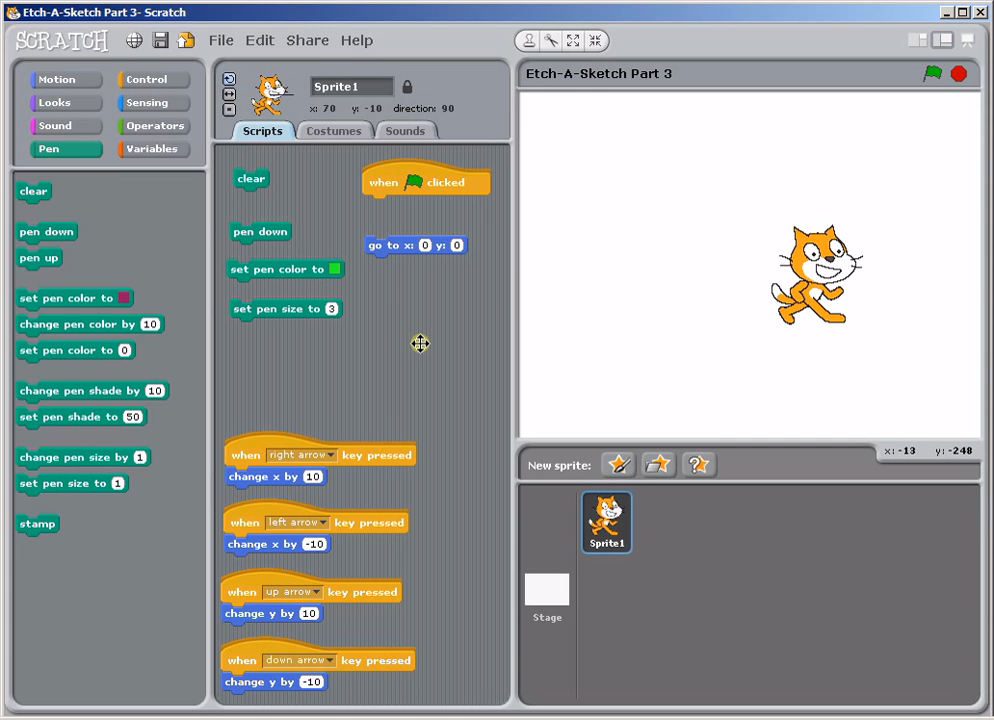 Etch-A-Sketch Part 3- Scratch
SCRATCH File Edit Share Help
Motion Control
Looks Sensing
Sound Operators
Pen Variables
clear
pen down
pen up
set pen color to
change pen color by 10
set pen color to 0
change pen shade by 10
set pen shade to 50
change pen size by 1
set pen size to 1
stamp
Sprite1
x: 70 y: -10 direction: 90
Scripts Costumes Sounds
clear
when clicked
pen down
go to x: 0 y: 0
set pen color to
set pen size to 3
when right arrow key pressed
change x by 10
when left arrow key pressed
change x by -10
when up arrow key pressed
change y by 10
when down arrow key pressed
change y by -10
Etch-A-Sketch Part 3
x: -13 y: -248
New sprite:
Sprite1
Stage